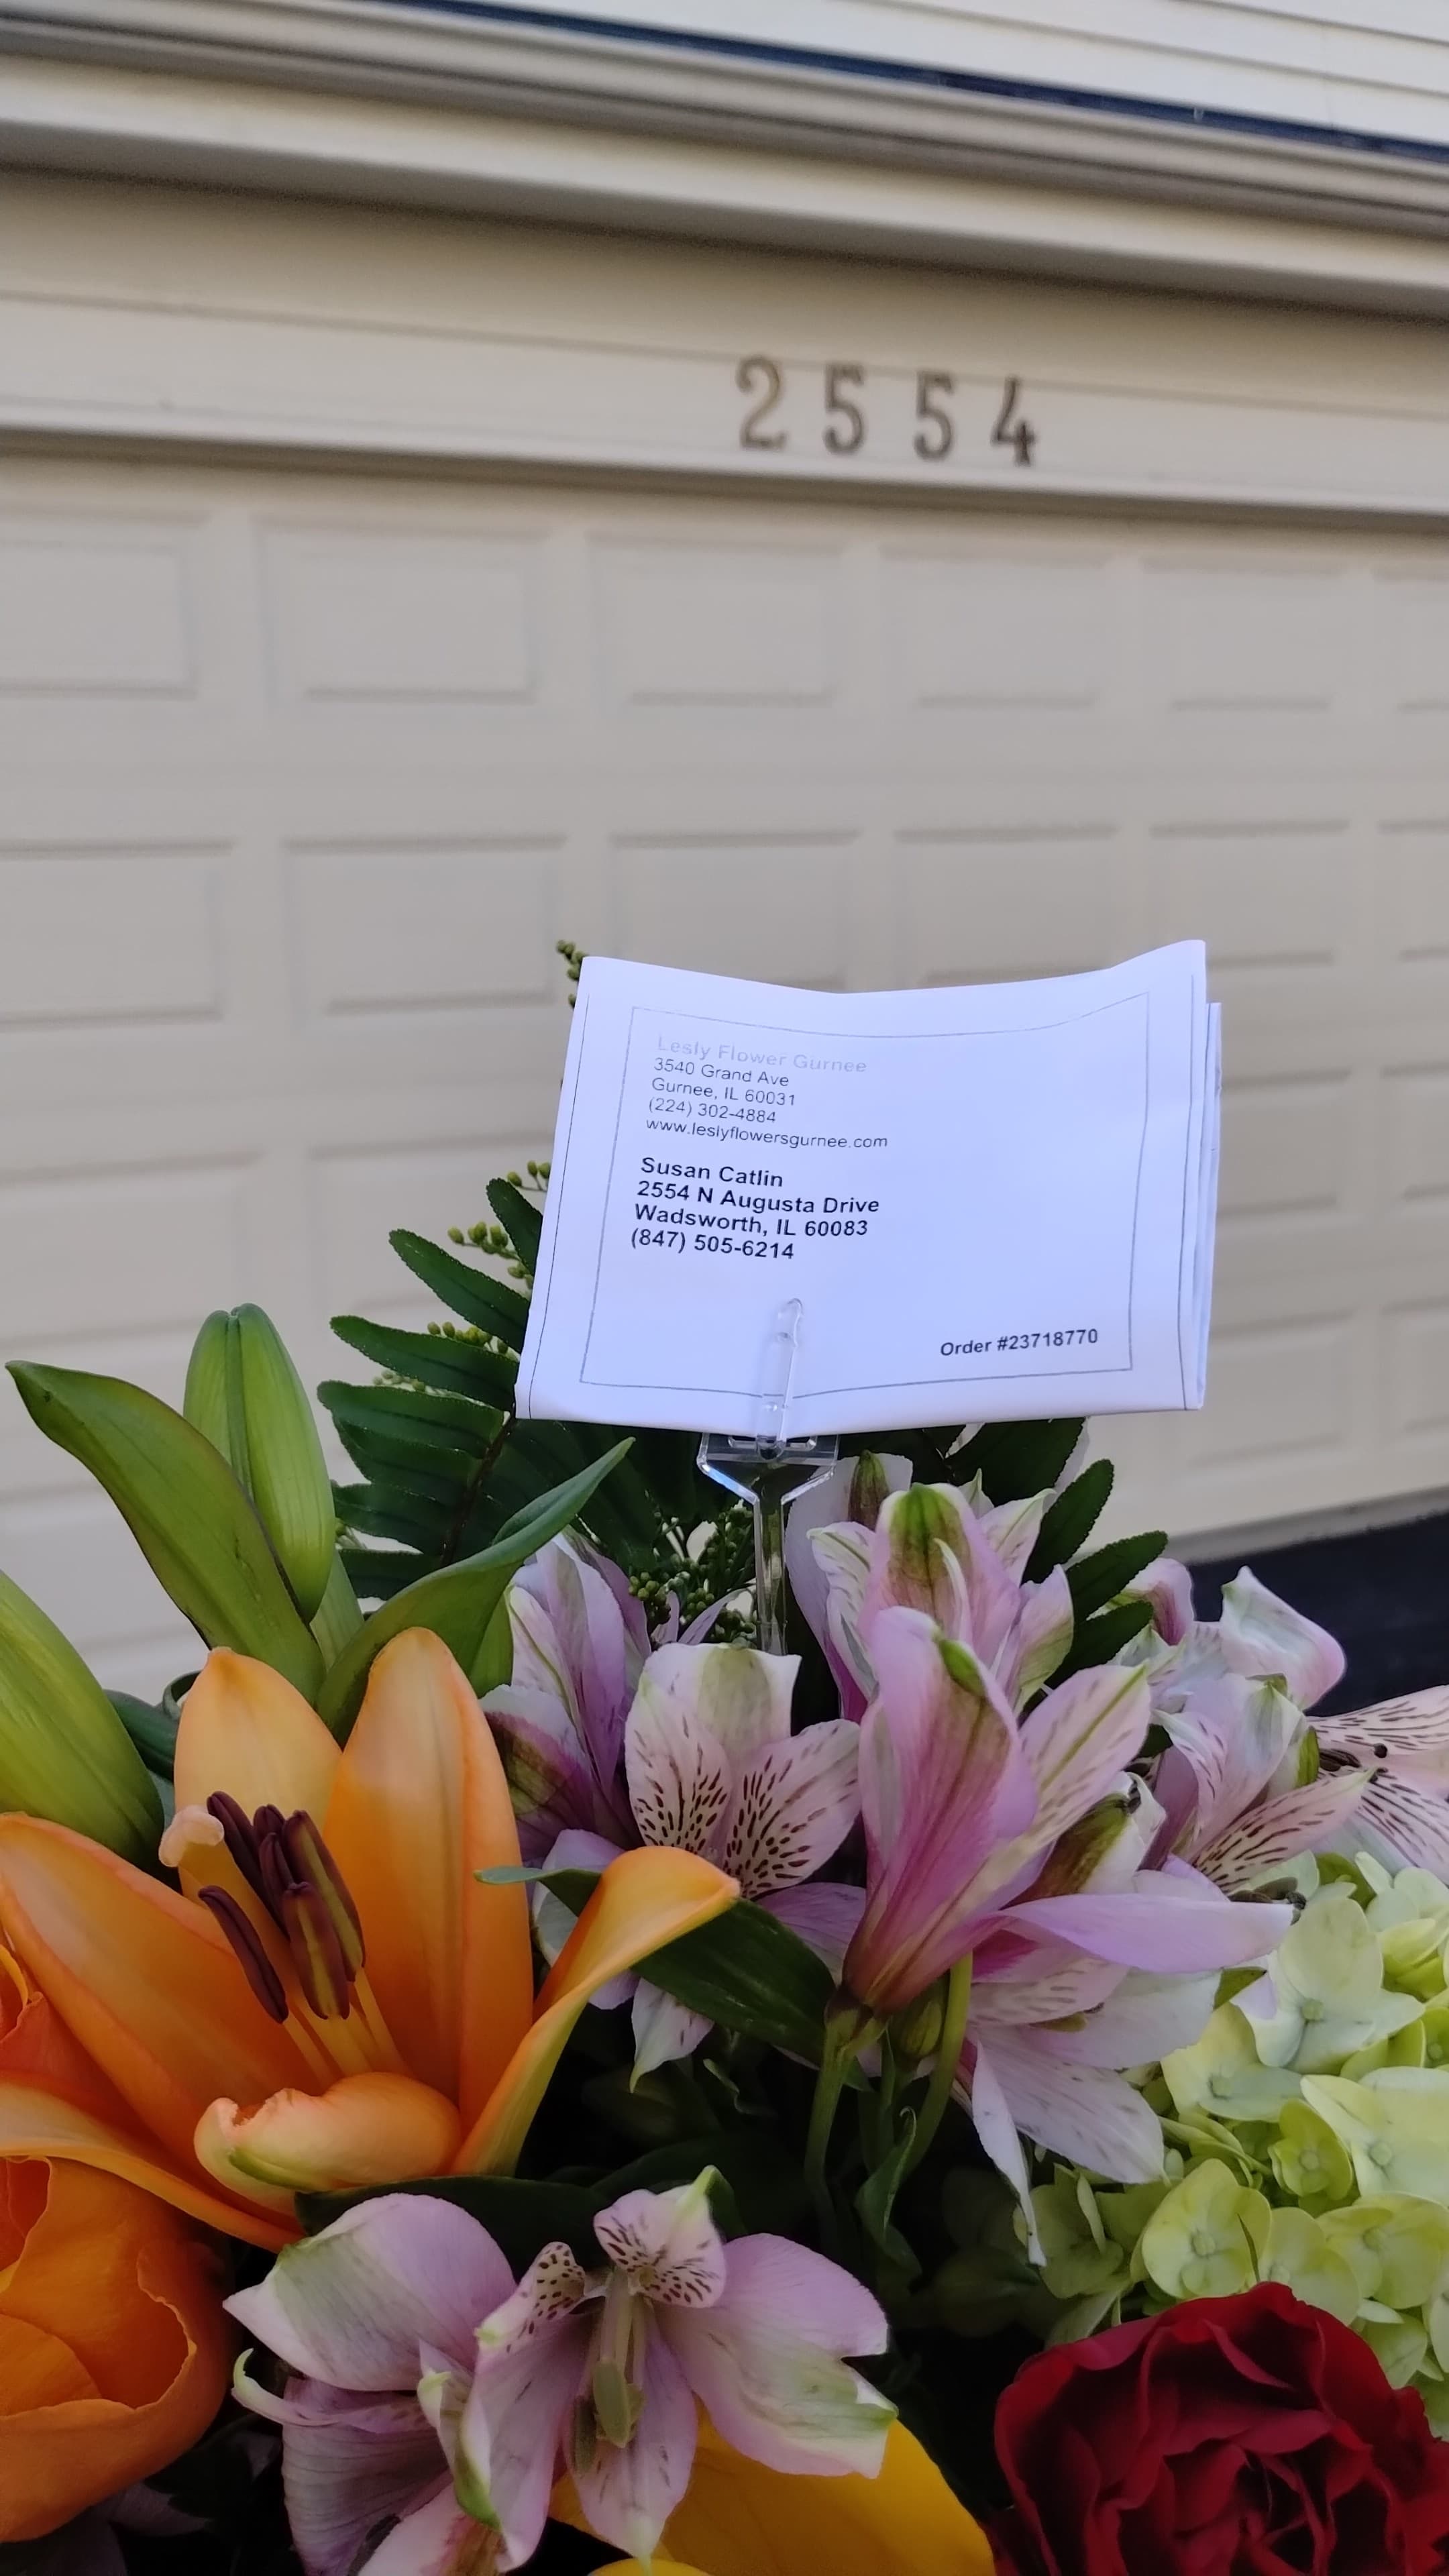 2554
Lesly Flower Gurnee
3540 Grand Ave
Gurnee, IL 60031
(224) 302-4884
www.leslyflowersgurnee.com
Susan Catlin
2554 N Augusta Drive
Wadsworth, IL 60083
(847) 505-6214
Order #23718770